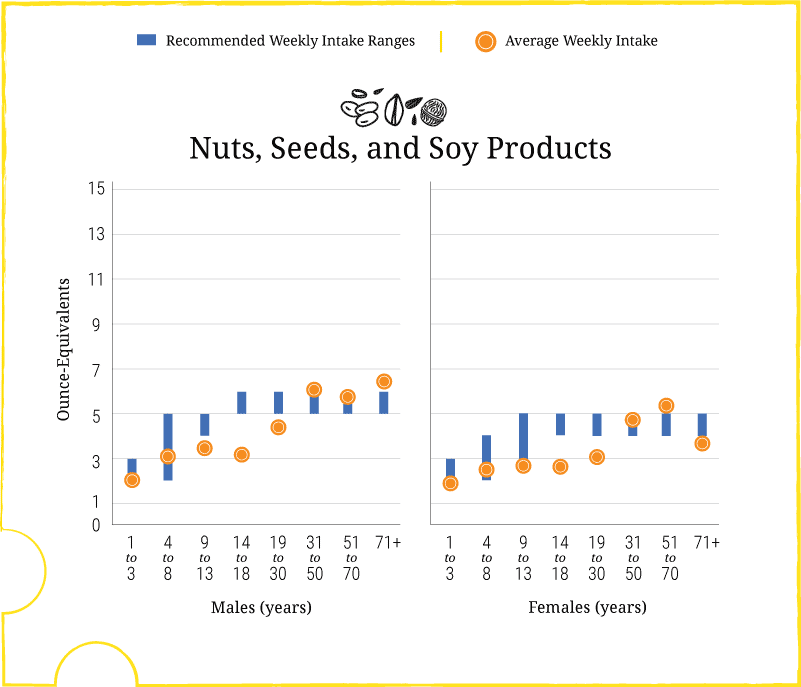 Recommended Weekly Intake Ranges
Average Weekly Intake
Nuts, Seeds, and Soy Products
Ounce-Equivalents
15
13
11
9
7
5
3
1
0
1 to 3
4 to 8
9 to 13
14 to 18
19 to 30
31 to 50
51 to 70
71+
Males (years)
1 to 3
4 to 8
9 to 13
14 to 18
19 to 30
31 to 50
51 to 70
71+
Females (years)